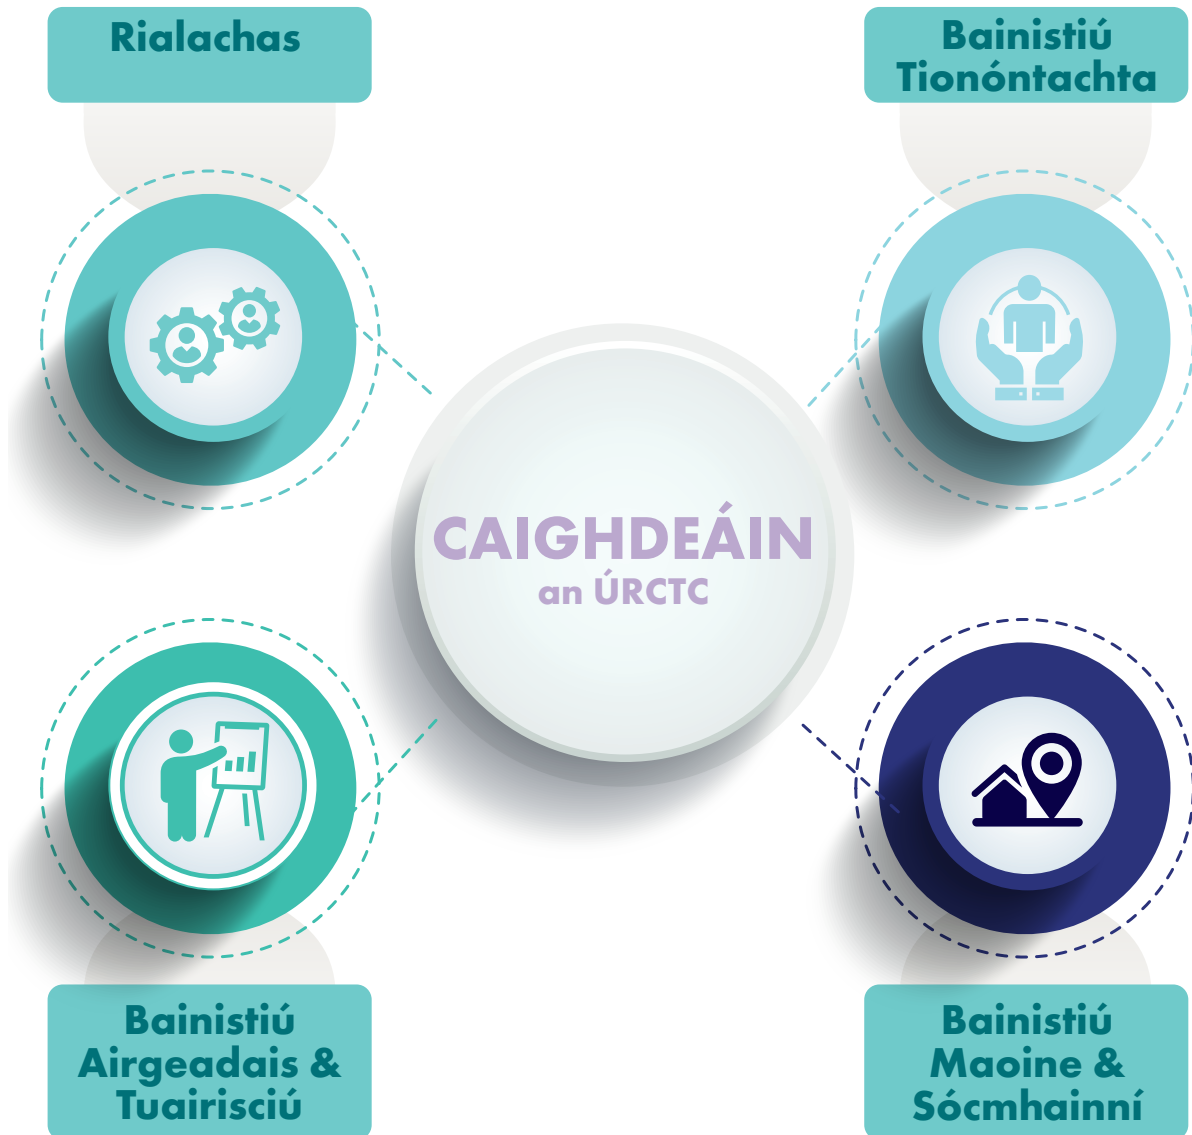 Rialachas
Bainistiú
Tionóntachta
CAIGHDEÁIN
an ÚRCTC
Bainistiú
Airgeadais &
Tuairisciú
Bainistiú
Maoine &
Sócmhainní